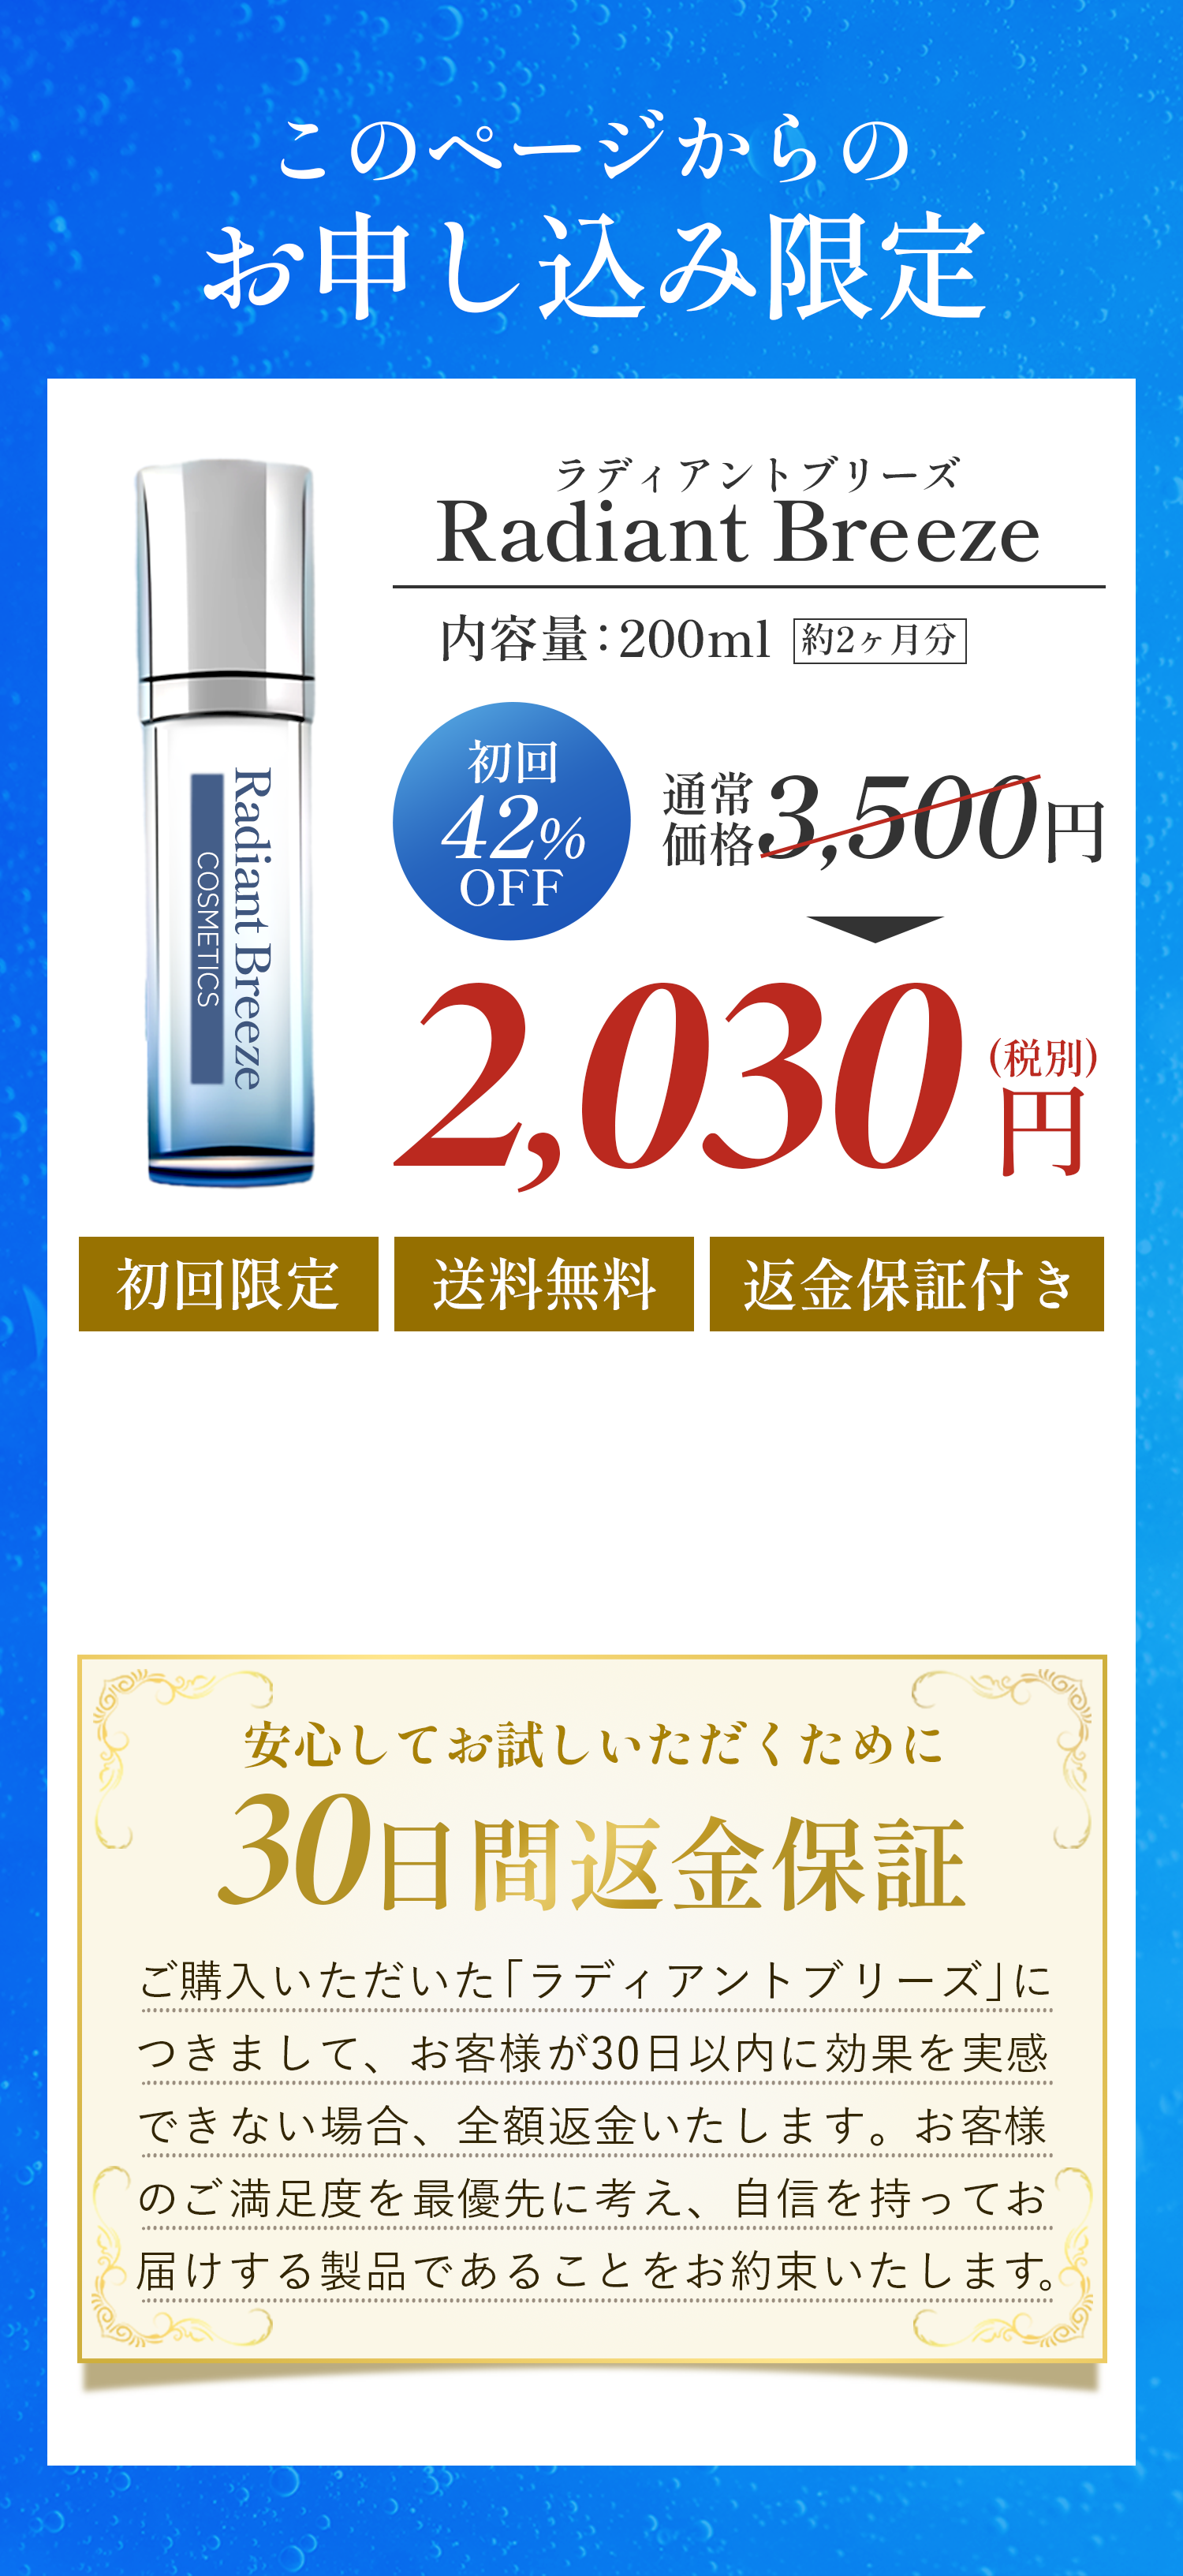 このページからの
お申し込み限定
ラディアントブリーズ
Radiant Breeze
内容量：200ml 約2ヶ月分
初回
42%
OFF
通常
価格
3,500円
2,030円
(税別)
Radiant Breeze
COSMETICS
初回限定 送料無料 返金保証付き
安心してお試しいただくために
30日間返金保証
ご購入いただいた「ラディアントブリーズ」に
つきまして、お客様が30日以内に効果を実感
できない場合、全額返金いたします。お客様
のご満足度を最優先に考え、自信を持ってお
届けする製品であることをお約束いたします。